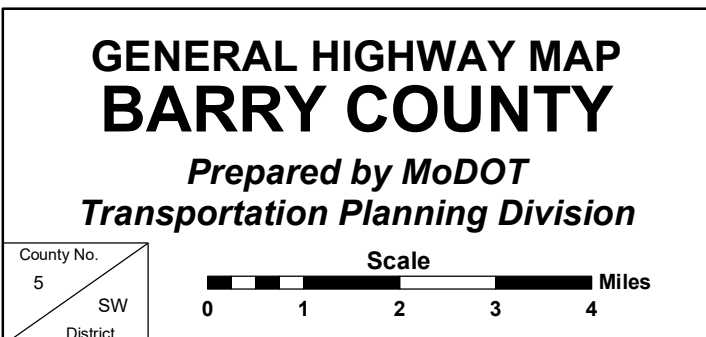 GENERAL HIGHWAY MAP
BARRY COUNTY
Prepared by MoDOT
Transportation Planning Division
County No.
5
SW
District
Scale
Miles
0 1 2 3 4